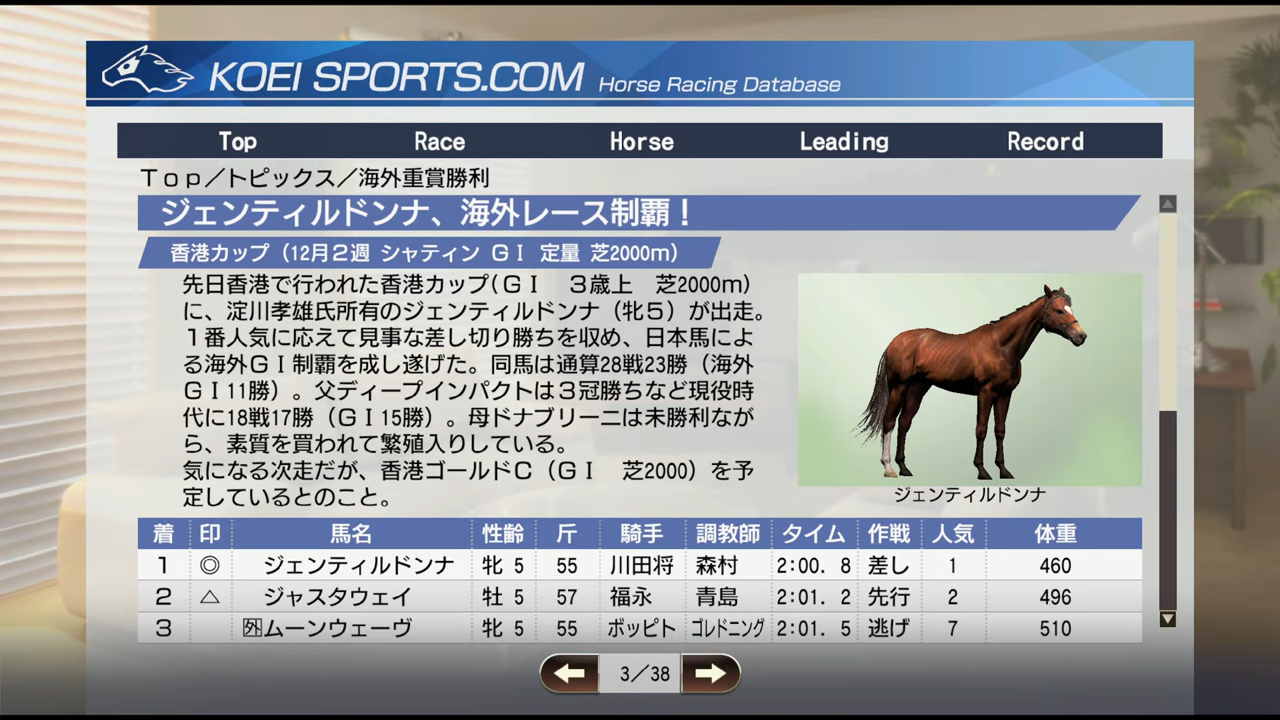 KOEI SPORTS.COM Horse Racing Database
Top Race Horse Leading Record
Top/トピックス/海外重賞勝利
ジェンティルドンナ、海外レース制覇!
香港カップ(12月2週 シャティン GⅠ 定量 芝2000m)
先日香港で行われた香港カップ(GⅠ 3歳上 芝2000m)
に、淀川孝雄氏所有のジェンティルドンナ(牝5)が出走。
1番人気に応えて見事な差し切り勝ちを収め、日本馬によ
る海外GⅠ制覇を成し遂げた。同馬は通算28戦23勝(海外
GⅠ11勝)。父ディープインパクトは3冠勝ちなど現役時
代に18戦17勝(GⅠ15勝)。母ドナブリーニは未勝利なが
ら、素質を買われて繁殖入りしている。
気になる次走だが、香港ゴールドC(GⅠ 芝2000)を予
定しているとのこと。
ジェンティルドンナ
着 印 馬名 性齢 斤 騎手 調教師 タイム 作戦 人気 体重
1 ◎ ジェンティルドンナ 牝 5 55 川田将 森村 2:00.8 差し 1 460
2 △ ジャスタウェイ 牡 5 57 福永 青島 2:01.2 先行 2 496
3 外 ムーンウェーヴ 牝 5 55 ボッピト ゴレドニング 2:01.5 逃げ 7 510
3/38